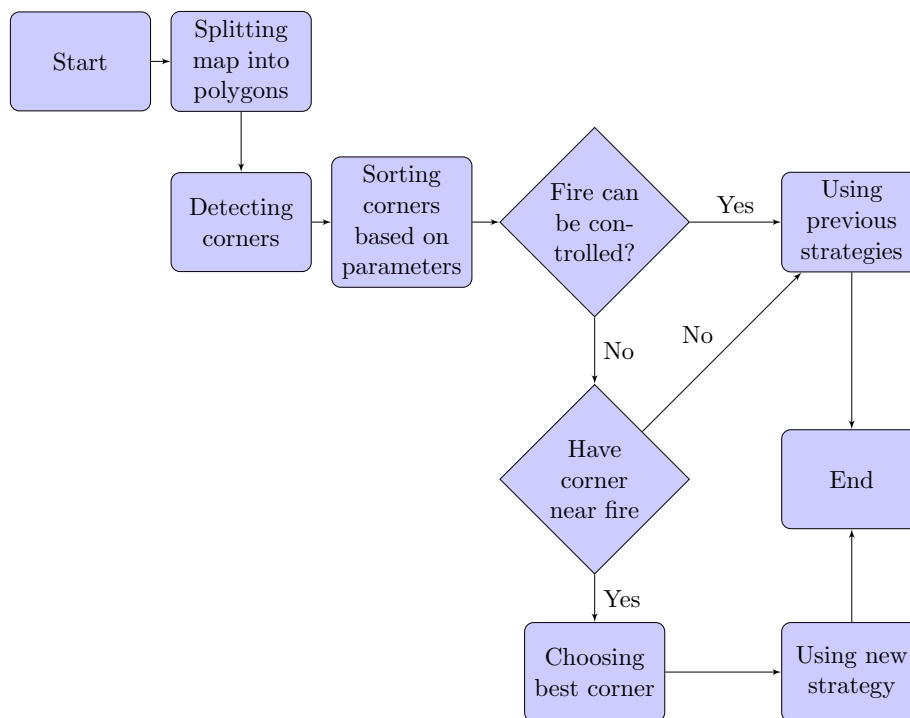 Start
Splitting
map into
polygons
Detecting
corners
Sorting
corners
based on
parameters
Fire can
be con-
trolled?
Yes
Using
previous
strategies
No
No
Have
corner
near fire
End
Yes
Choosing
best corner
Using new
strategy